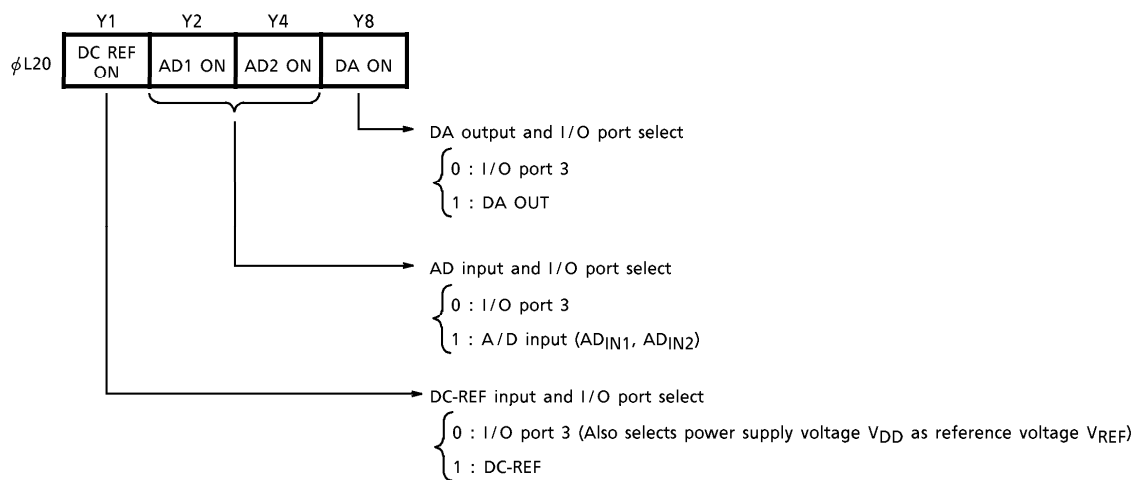 Y1 Y2 Y4 Y8
ϕL20
DC REF
ON
AD1 ON
AD2 ON
DA ON
DA output and I/O port select
0 : I/O port 3
1 : DA OUT
AD input and I/O port select
0 : I/O port 3
1 : A/D input (ADIN1, ADIN2)
DC-REF input and I/O port select
0 : I/O port 3 (Also selects power supply voltage VDD as reference voltage VREF)
1 : DC-REF